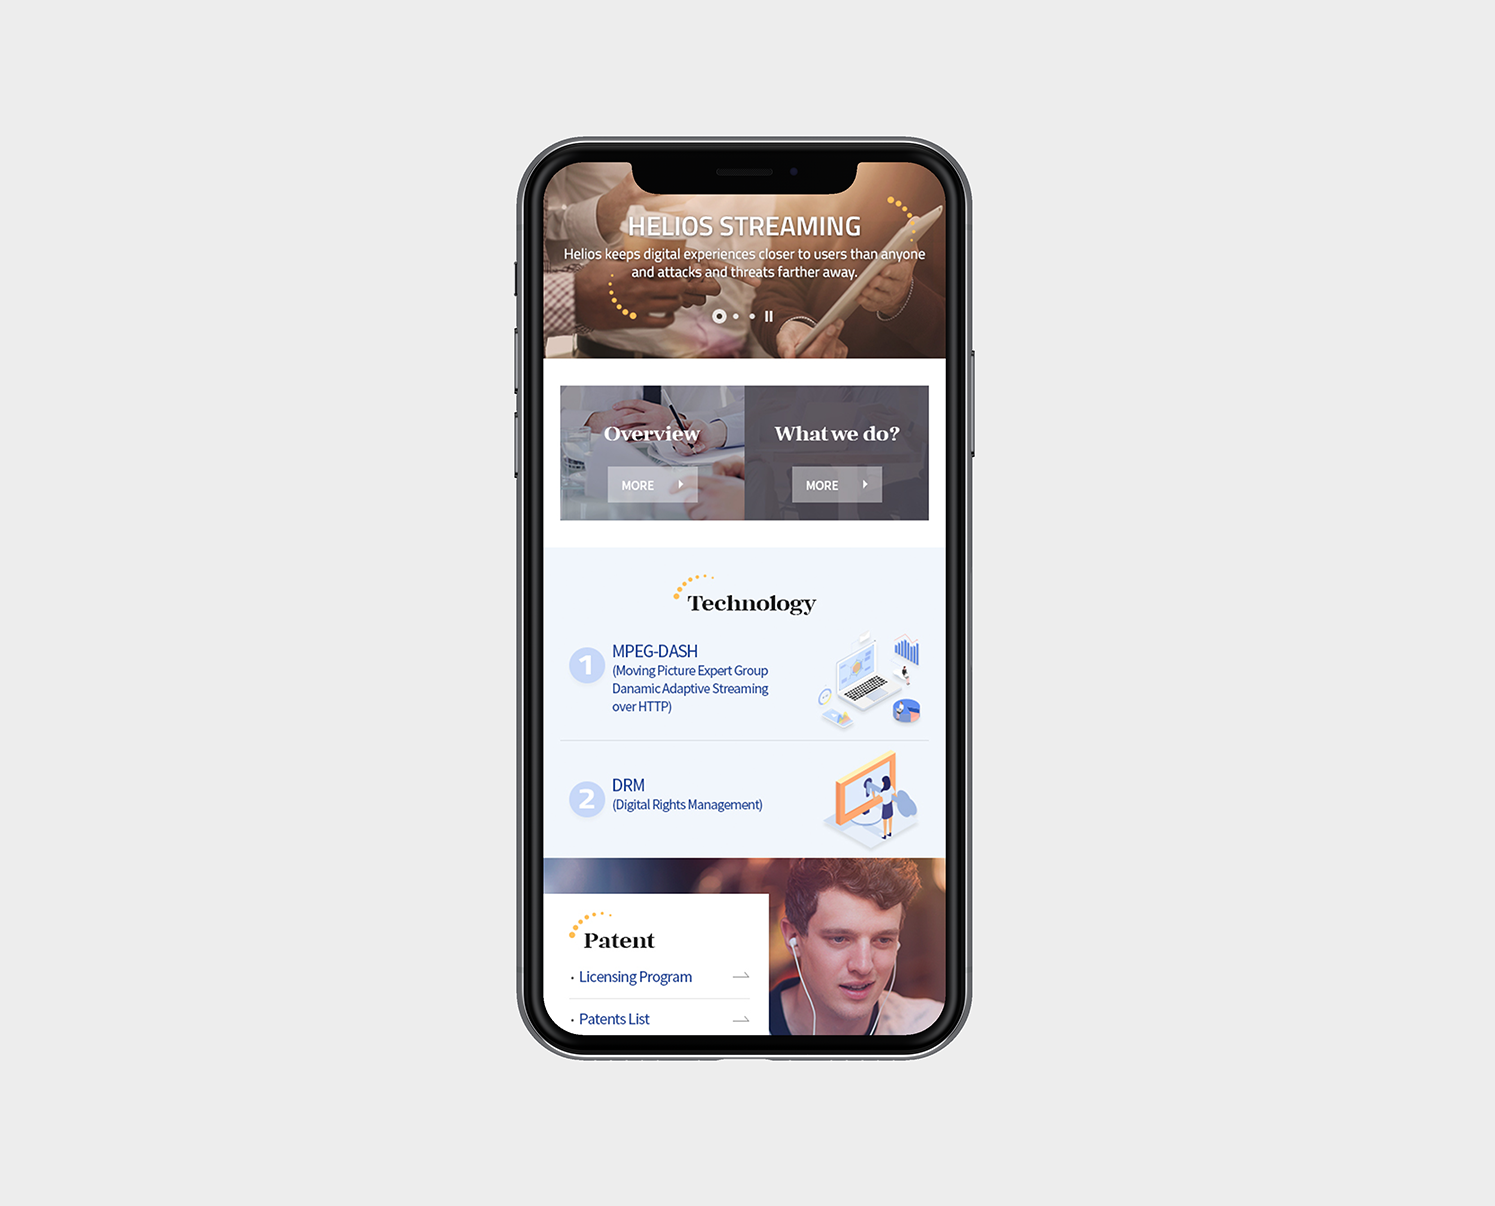 HELIOS STREAMING
Helios keeps digital experiences closer to users than anyone
and attacks and threats farther away.
Overview
MORE
What we do?
MORE
Technology
1
MPEG-DASH
(Moving Picture Expert Group
Danamic Adaptive Streaming
over HTTP)
2
DRM
(Digital Rights Management)
Patent
· Licensing Program
· Patents List